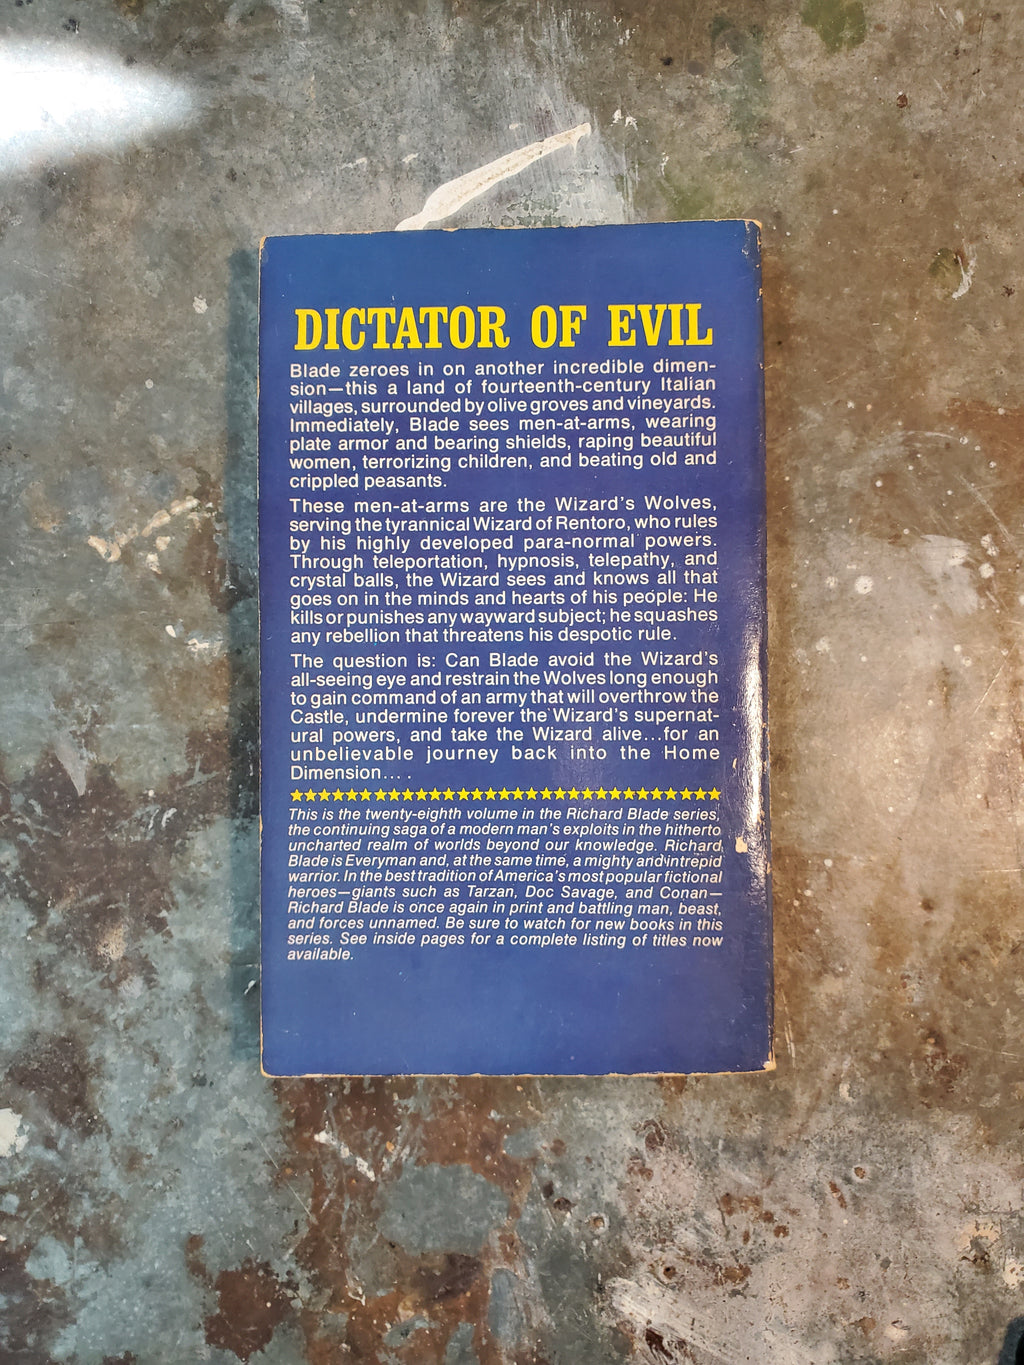 DICTATOR OF EVIL
Blade zeroes in on another incredible dimen-
sion—this a land of fourteenth-century Italian
villages, surrounded by olive groves and vineyards.
Immediately, Blade sees men-at-arms, wearing
plate armor and bearing shields, raping beautiful
women, terrorizing children, and beating old and
crippled peasants.
These men-at-arms are the Wizard's Wolves,
serving the tyrannical Wizard of Rentoro, who rules
by his highly developed para-normal powers.
Through teleportation, hypnosis, telepathy, and
crystal balls, the Wizard sees and knows all that
goes on in the minds and hearts of his people: He
kills or punishes any wayward subject; he squashes
any rebellion that threatens his despotic rule.
The question is: Can Blade avoid the Wizard's
all-seeing eye and restrain the Wolves long enough
to gain command of an army that will overthrow the
Castle, undermine forever the Wizard's supernat-
ural powers, and take the Wizard alive...for an
unbelievable journey back into the Home
Dimension....
★★★★★★★★★★★★★★★★★★★★★★★★★★★★★★★
This is the twenty-eighth volume in the Richard Blade series,
the continuing saga of a modern man's exploits in the hitherto
uncharted realm of worlds beyond our knowledge. Richard
Blade is Everyman and, at the same time, a mighty and intrepid
warrior. In the best tradition of America's most popular fictional
heroes—giants such as Tarzan, Doc Savage, and Conan—
Richard Blade is once again in print and battling man, beast,
and forces unnamed. Be sure to watch for new books in this
series. See inside pages for a complete listing of titles now
available.